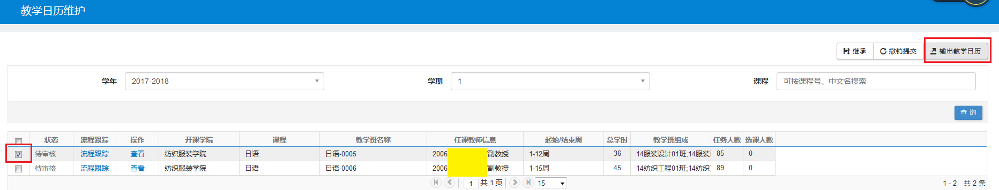 教学日历维护
继承 撤销提交 输出教学日历
学年 2017-2018 学期 1 课程 可按课程号、中文名搜索
查 询
状态 流程跟踪 操作 开课学院 课程 教学班名称 任课教师信息 起始/结束周 总学时 教学班组成 任务人数 选课人数
待审核 流程跟踪 查看 纺织服装学院 日语 日语-0005 2006 /副教授 1-12周 36 14服装设计01班;14服装 85 0
待审核 流程跟踪 查看 纺织服装学院 日语 日语-0006 2006 /副教授 1-15周 45 14纺织工程01班;14纺织 89 0
1 共 1 页 15 1 - 2 共 2 条